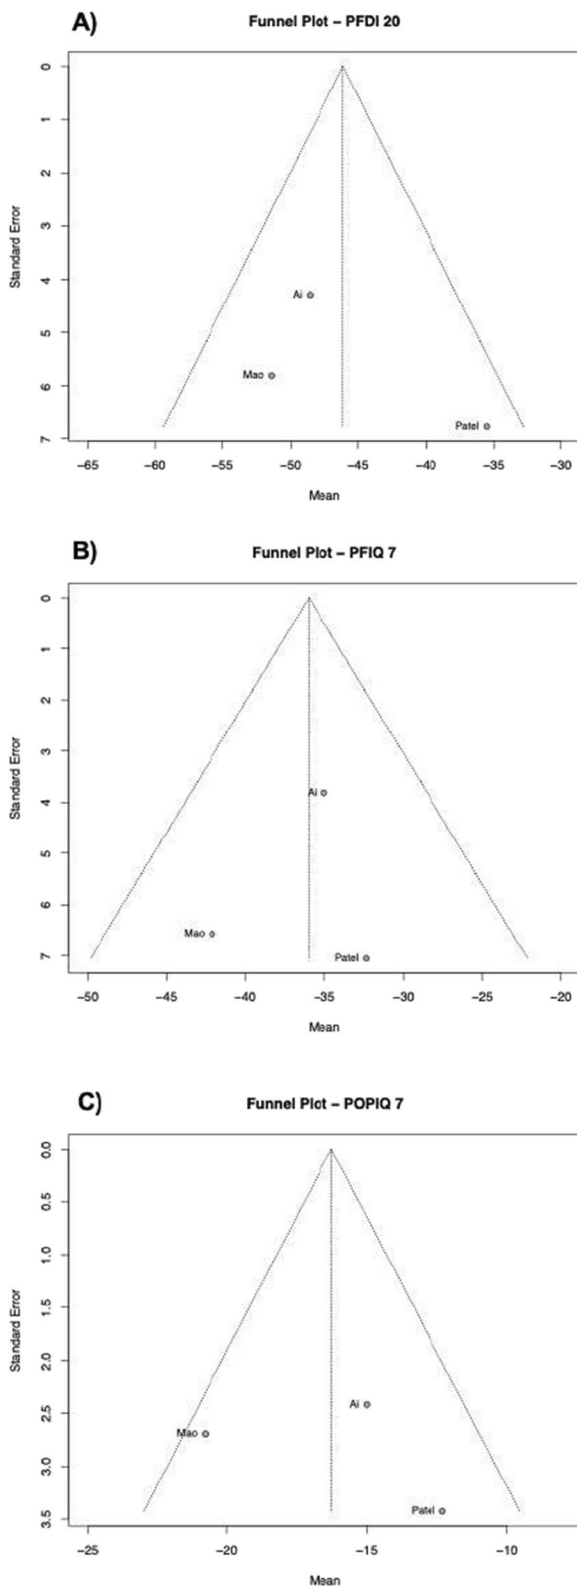 A)
Funnel Plot – PFDI 20
Standard Error
0
1
2
3
4
5
6
7
Ai
Mao
Patel
−65 −60 −55 −50 −45 −40 −35 −30
Mean
B)
Funnel Plot – PFIQ 7
Standard Error
0
1
2
3
4
5
6
7
Ai
Mao
Patel
−50 −45 −40 −35 −30 −25 −20
Mean
C)
Funnel Plot – POPIQ 7
Standard Error
0.0
0.5
1.0
1.5
2.0
2.5
3.0
3.5
Ai
Mao
Patel
−25 −20 −15 −10
Mean